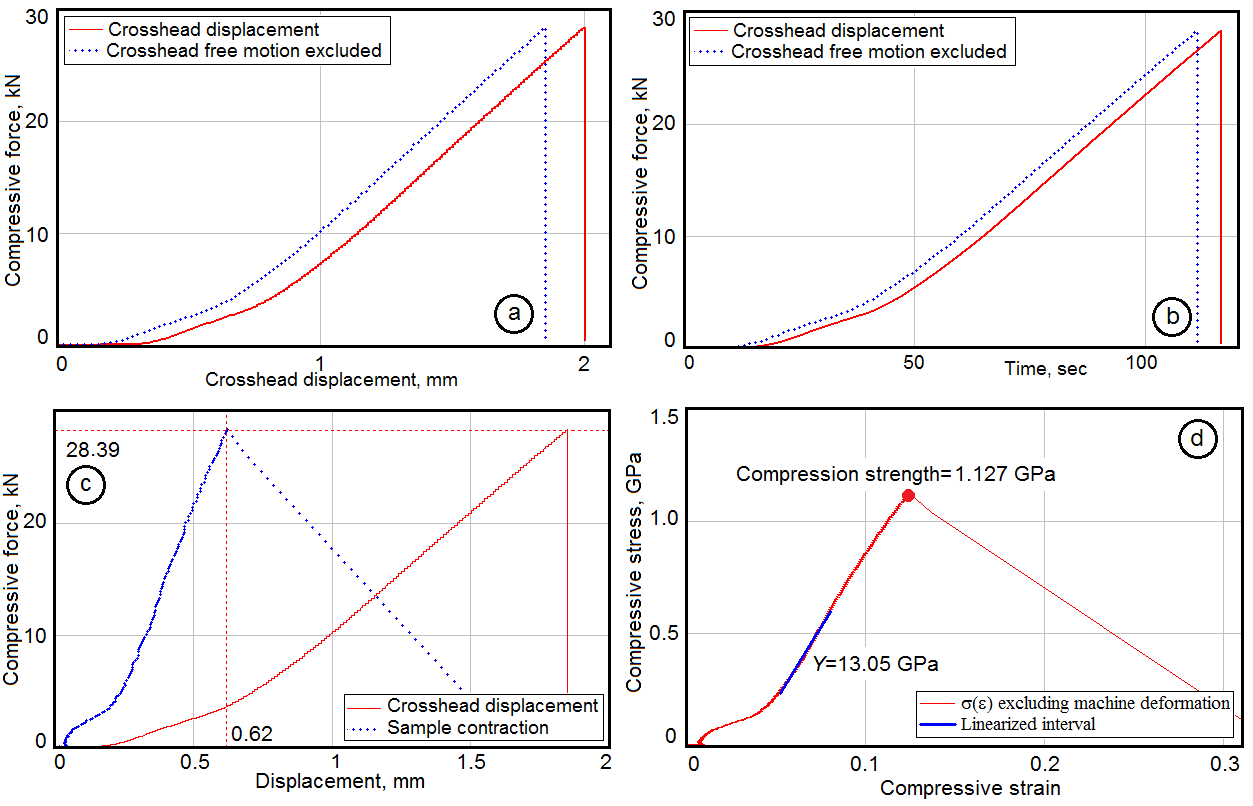 30
Crosshead displacement
Crosshead free motion excluded
Compressive force, kN
20
10
0
a
0
1
2
Crosshead displacement, mm
30
Crosshead displacement
Crosshead free motion excluded
Compressive force, kN
20
10
0
b
0
50
100
Time, sec
28.39
c
Compressive force, kN
20
10
0
0.62
Crosshead displacement
Sample contraction
0
0.5
1
1.5
2
Displacement, mm
1.5
d
Compression strength=1.127 GPa
Compressive stress, GPa
1.0
0.5
0
Y=13.05 GPa
σ(ε) excluding machine deformation
Linearized interval
0
0.10
0.2
0.3
Compressive strain